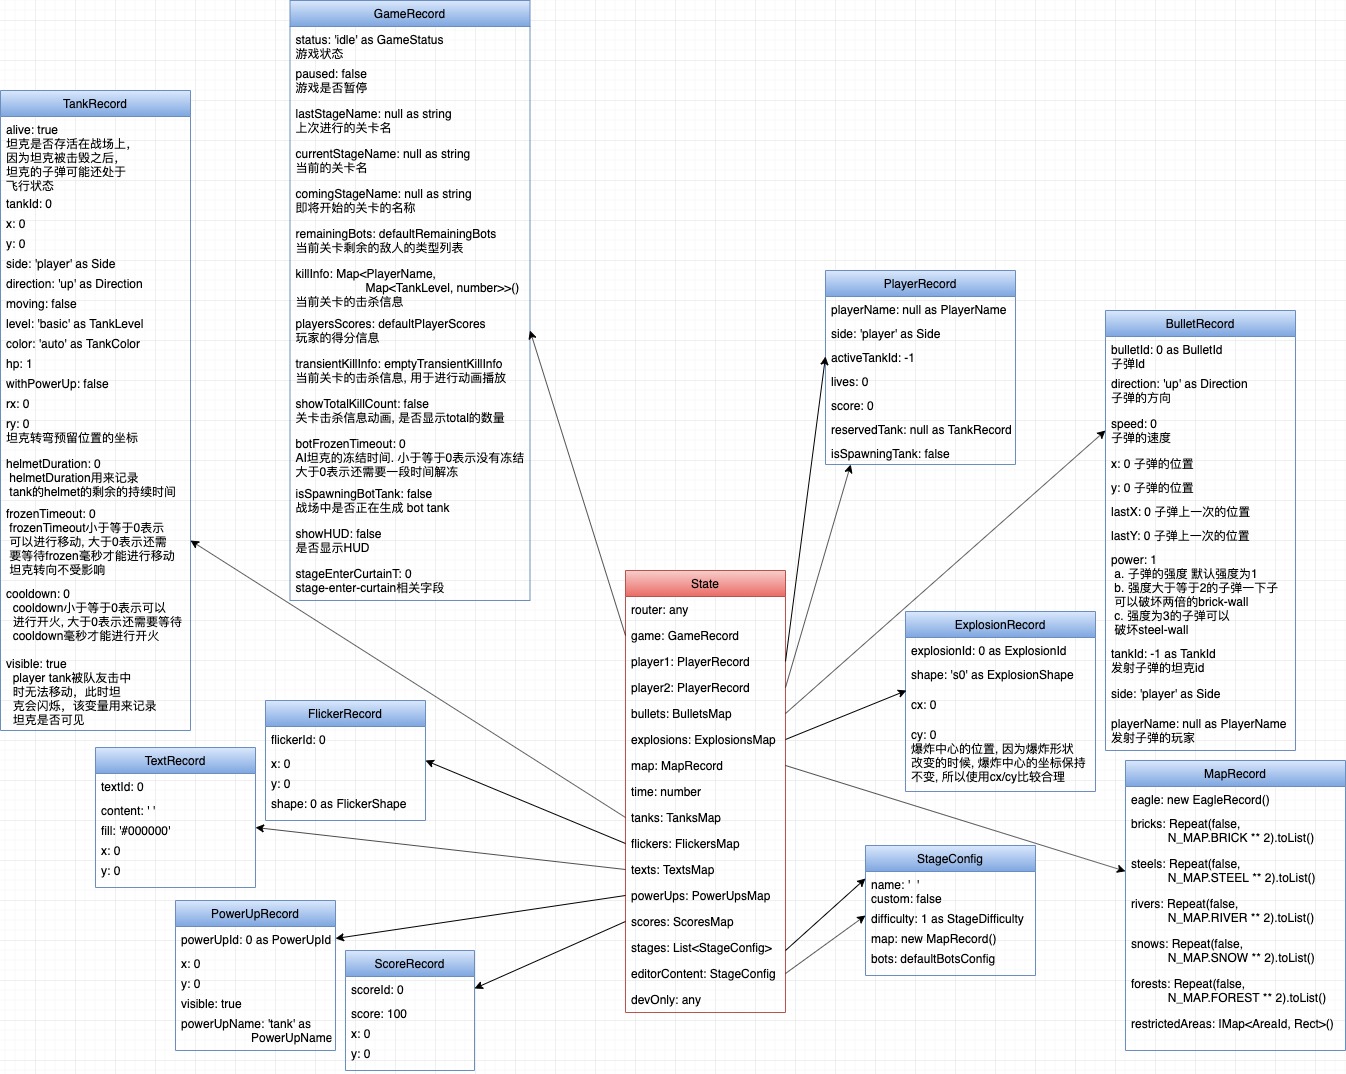 GameRecord
status: 'idle' as GameStatus
游戏状态
paused: false
游戏是否暂停
lastStageName: null as string
上次进行的关卡名
currentStageName: null as string
当前的关卡名
comingStageName: null as string
即将开始的关卡的名称
remainingBots: defaultRemainingBots
当前关卡剩余的敌人的类型列表
killInfo: Map<PlayerName,
Map<TankLevel, number>>()
当前关卡的击杀信息
playersScores: defaultPlayerScores
玩家的得分信息
transientKillInfo: emptyTransientKillInfo
当前关卡的击杀信息, 用于进行动画播放
showTotalKillCount: false
关卡击杀信息动画, 是否显示total的数量
botFrozenTimeout: 0
AI坦克的冻结时间. 小于等于0表示没有冻结
大于0表示还需要一段时间解冻
isSpawningBotTank: false
战场中是否正在生成 bot tank
showHUD: false
是否显示HUD
stageEnterCurtainT: 0
stage-enter-curtain相关字段
TankRecord
alive: true
坦克是否存活在战场上，
因为坦克被击毁之后，
坦克的子弹可能还处于
飞行状态
tankId: 0
x: 0
y: 0
side: 'player' as Side
direction: 'up' as Direction
moving: false
level: 'basic' as TankLevel
color: 'auto' as TankColor
hp: 1
withPowerUp: false
rx: 0
ry: 0
坦克转弯预留位置的坐标
helmetDuration: 0
helmetDuration用来记录
tank的helmet的剩余的持续时间
frozenTimeout: 0
frozenTimeout小于等于0表示
可以进行移动, 大于0表示还需
要等待frozen毫秒才能进行移动
坦克转向不受影响
cooldown: 0
cooldown小于等于0表示可以
进行开火, 大于0表示还需要等待
cooldown毫秒才能进行开火
visible: true
player tank被队友击中
时无法移动，此时坦
克会闪烁，该变量用来记录
坦克是否可见
PlayerRecord
playerName: null as PlayerName
side: 'player' as Side
activeTankId: -1
lives: 0
score: 0
reservedTank: null as TankRecord
isSpawningTank: false
BulletRecord
bulletId: 0 as BulletId
子弹Id
direction: 'up' as Direction
子弹的方向
speed: 0
子弹的速度
x: 0 子弹的位置
y: 0 子弹的位置
lastX: 0 子弹上一次的位置
lastY: 0 子弹上一次的位置
power: 1
a. 子弹的强度 默认强度为1
b. 强度大于等于2的子弹一下子
可以破坏两倍的brick-wall
c. 强度为3的子弹可以
破坏steel-wall
tankId: -1 as TankId
发射子弹的坦克id
side: 'player' as Side
playerName: null as PlayerName
发射子弹的玩家
State
router: any
game: GameRecord
player1: PlayerRecord
player2: PlayerRecord
bullets: BulletsMap
explosions: ExplosionsMap
map: MapRecord
time: number
tanks: TanksMap
flickers: FlickersMap
texts: TextsMap
powerUps: PowerUpsMap
scores: ScoresMap
stages: List<StageConfig>
editorContent: StageConfig
devOnly: any
ExplosionRecord
explosionId: 0 as ExplosionId
shape: 's0' as ExplosionShape
cx: 0
cy: 0
爆炸中心的位置, 因为爆炸形状
改变的时候, 爆炸中心的坐标保持
不变, 所以使用cx/cy比较合理
FlickerRecord
flickerId: 0
x: 0
y: 0
shape: 0 as FlickerShape
TextRecord
textId: 0
content: ' '
fill: '#000000'
x: 0
y: 0
MapRecord
eagle: new EagleRecord()
bricks: Repeat(false,
N_MAP.BRICK ** 2).toList()
steels: Repeat(false,
N_MAP.STEEL ** 2).toList()
rivers: Repeat(false,
N_MAP.RIVER ** 2).toList()
snows: Repeat(false,
N_MAP.SNOW ** 2).toList()
forests: Repeat(false,
N_MAP.FOREST ** 2).toList()
restrictedAreas: IMap<AreaId, Rect>()
StageConfig
name: ' '
custom: false
difficulty: 1 as StageDifficulty
map: new MapRecord()
bots: defaultBotsConfig
PowerUpRecord
powerUpId: 0 as PowerUpId
x: 0
y: 0
visible: true
powerUpName: 'tank' as
PowerUpName
ScoreRecord
scoreId: 0
score: 100
x: 0
y: 0